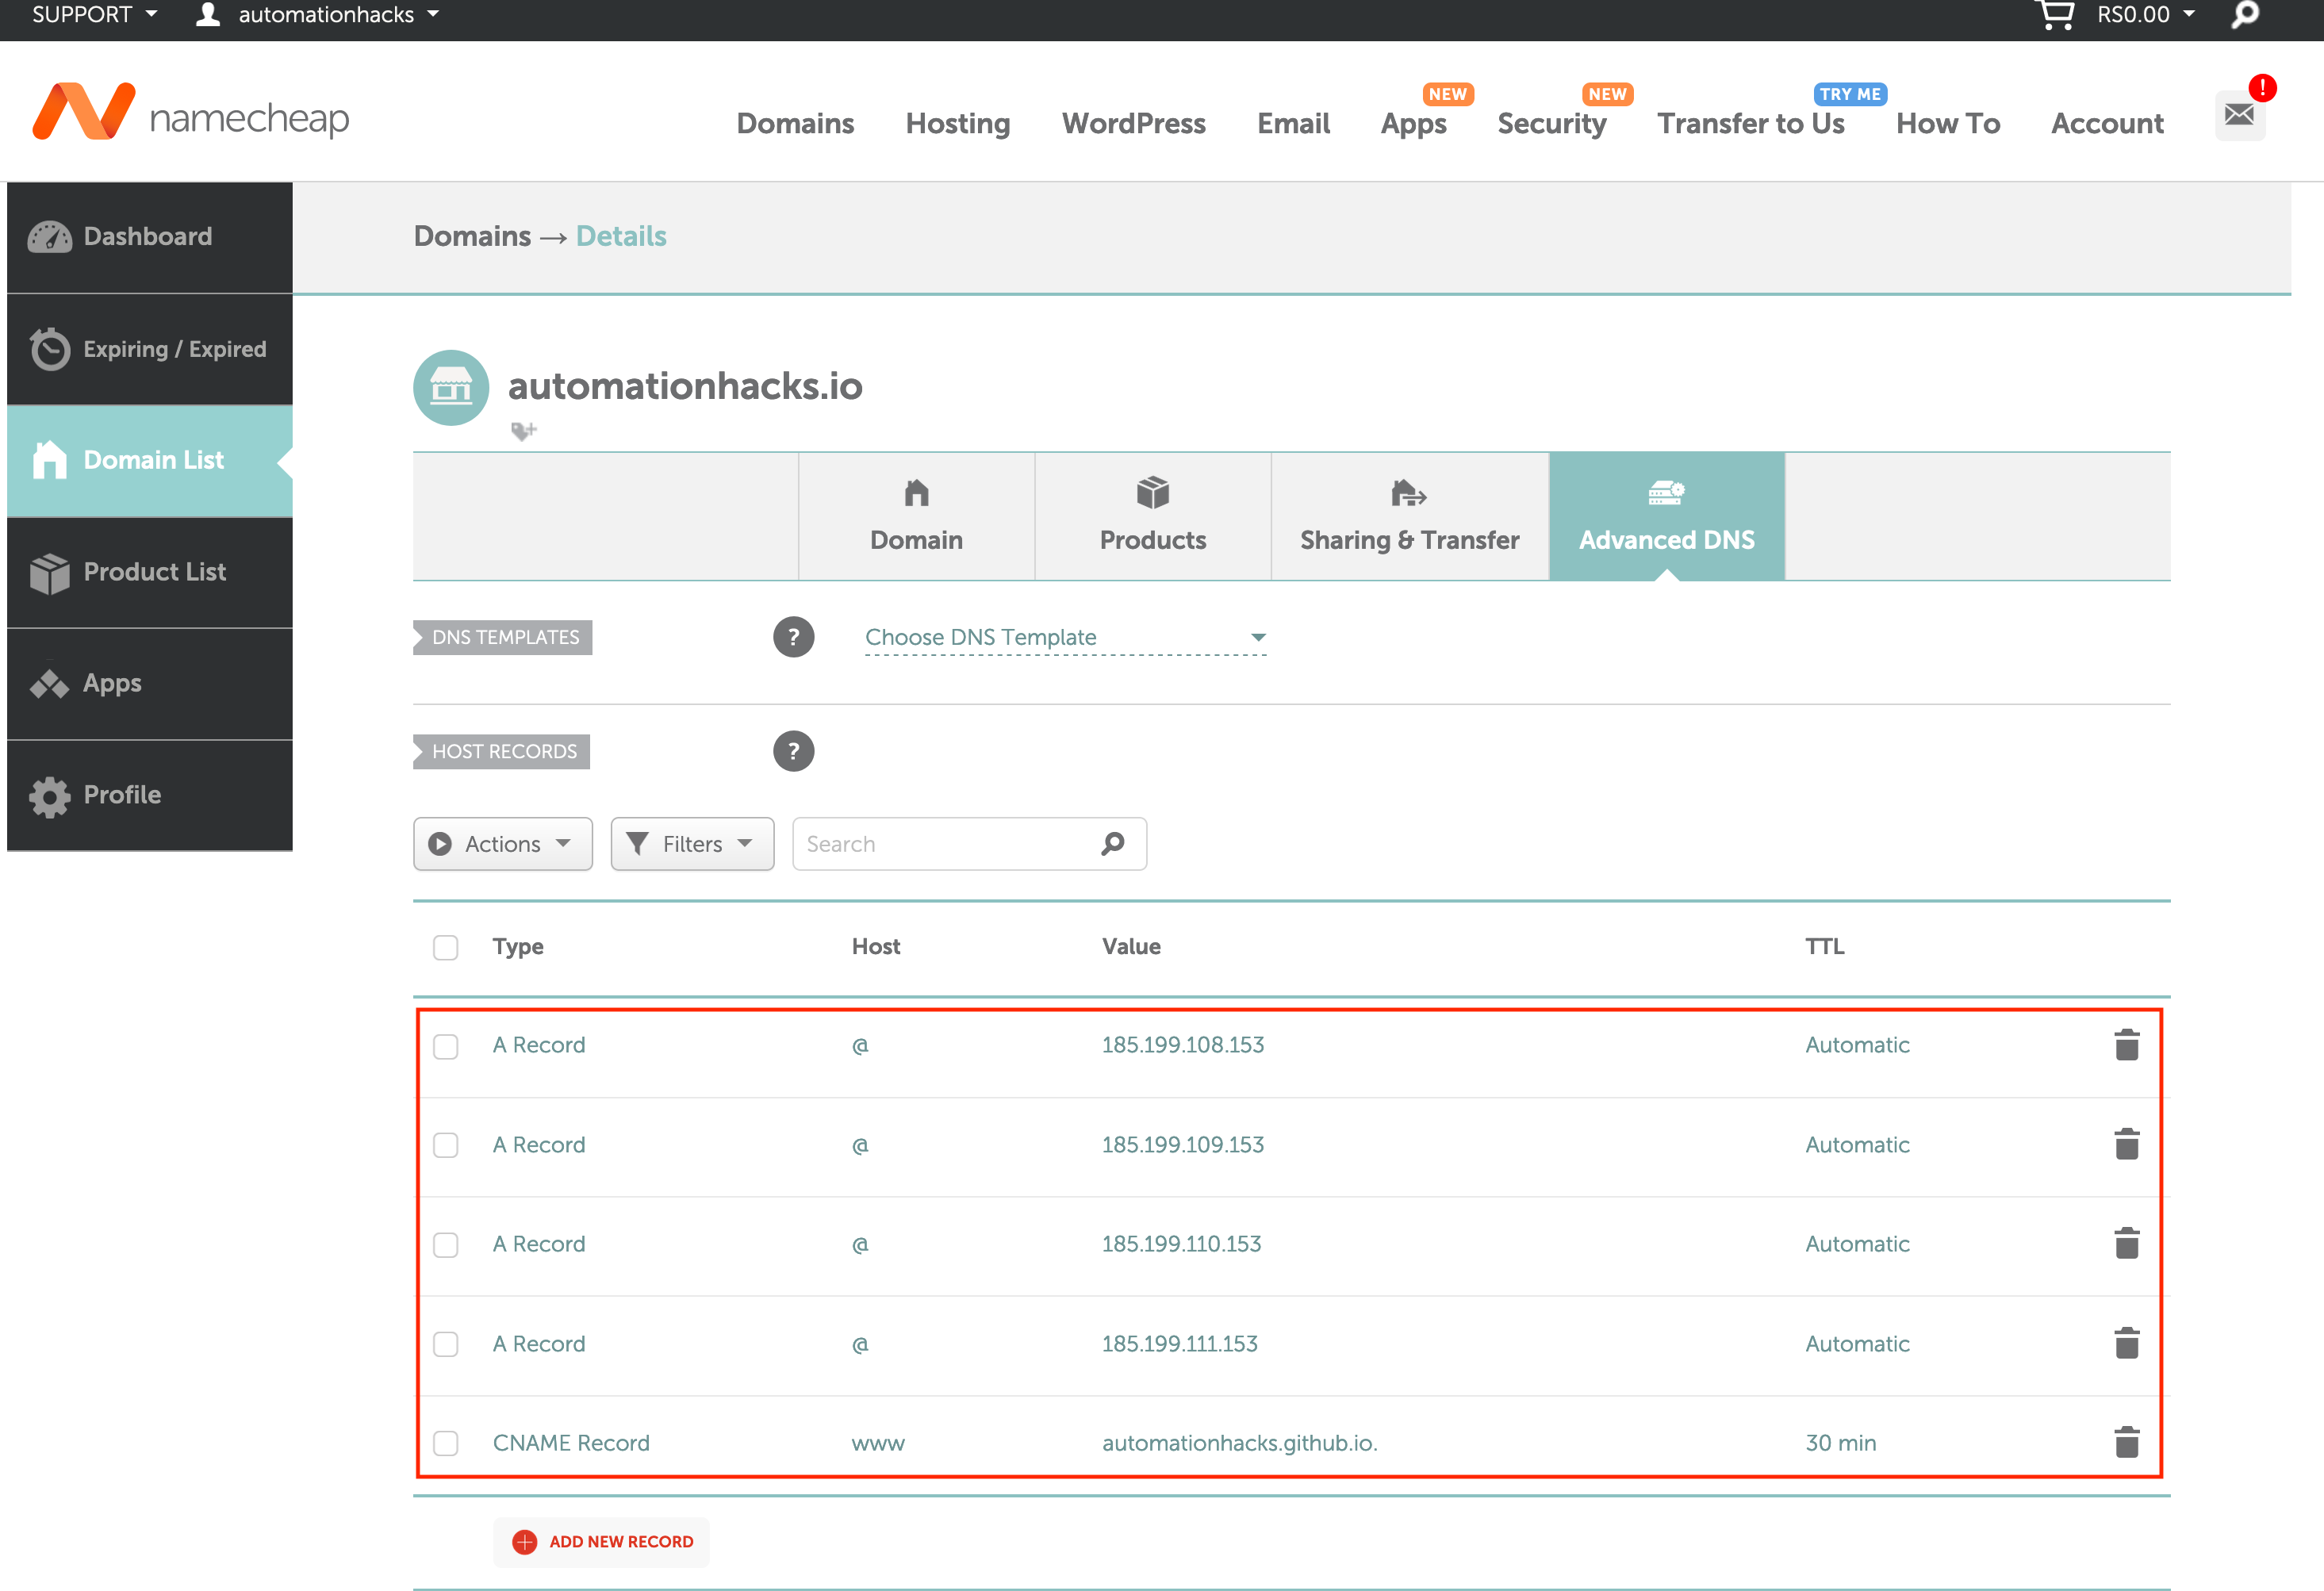 SUPPORT automationhacks RS0.00
namecheap
NEW NEW TRY ME !
Domains Hosting WordPress Email Apps Security Transfer to Us How To Account
Dashboard
Domains → Details
Expiring / Expired
automationhacks.io
Domain List
Domain Products Sharing & Transfer Advanced DNS
Product List
DNS TEMPLATES ? Choose DNS Template
Apps
HOST RECORDS ?
Profile
Actions Filters Search
Type Host Value TTL
A Record @ 185.199.108.153 Automatic
A Record @ 185.199.109.153 Automatic
A Record @ 185.199.110.153 Automatic
A Record @ 185.199.111.153 Automatic
CNAME Record www automationhacks.github.io. 30 min
ADD NEW RECORD